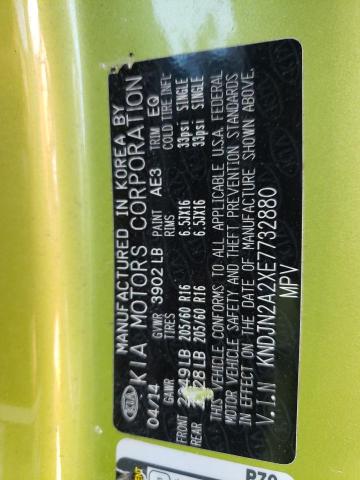 MANUFACTURED IN KOREA BY
KIA KIA MOTORS CORPORATION
04/14 GVWR 3902 LB PAINT AE3 TRIM EQ
GAWR TIRES RIMS COLD TIRE INFL
FRONT LB 205/60 R16 6.5JX16 33psi SINGLE
REAR LB 205/60 R16 6.5JX16 33psi SINGLE
THIS VEHICLE CONFORMS TO ALL APPLICABLE U.S.A. FEDERAL
MOTOR VEHICLE SAFETY AND THEFT PREVENTION STANDARDS
IN EFFECT ON THE DATE OF MANUFACTURE SHOWN ABOVE.
V.I.N KNDJN2A2XE7732880
MPV